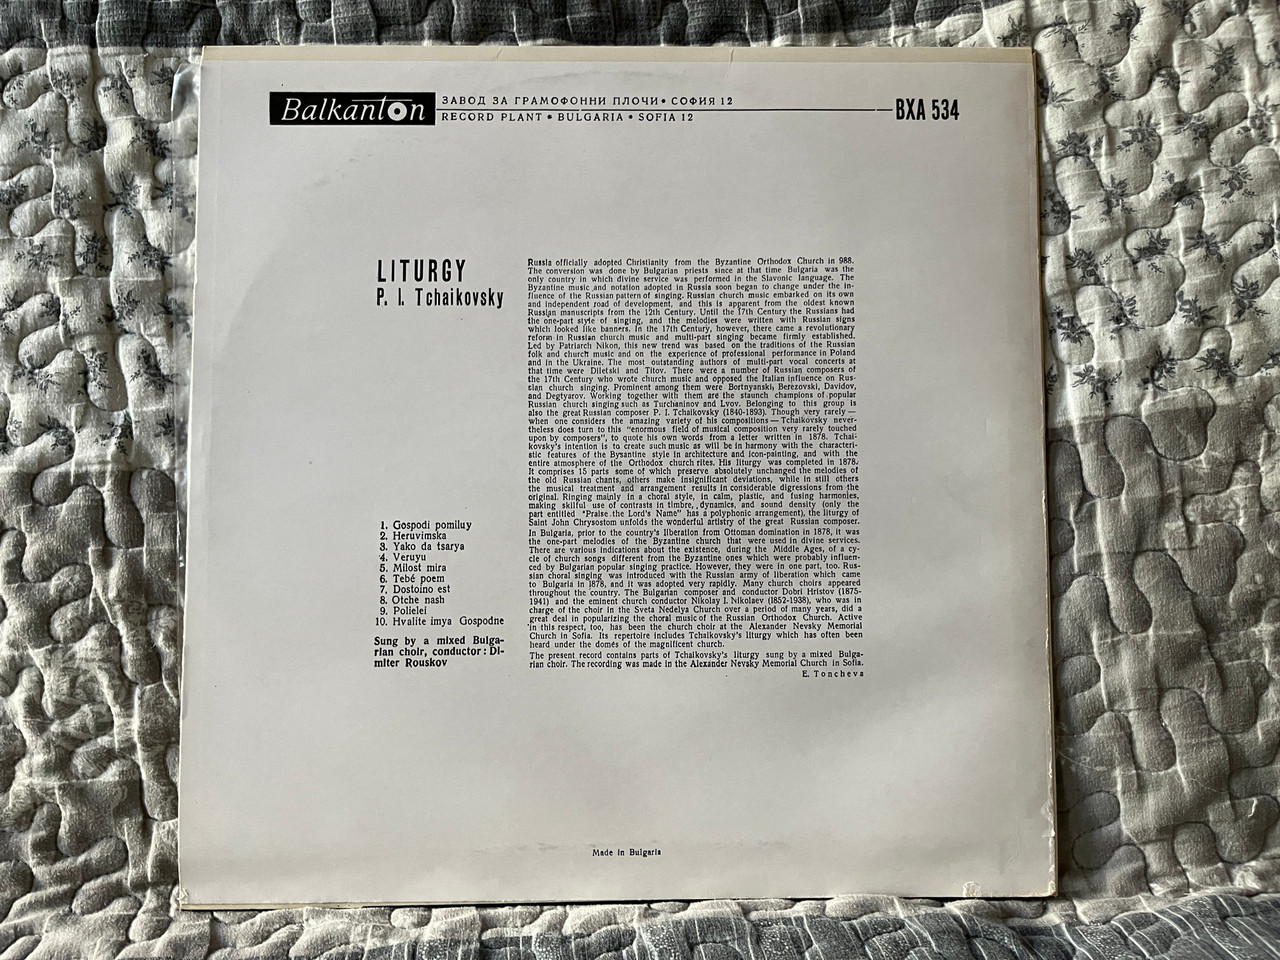 Balkanton
ЗАВОД ЗА ГРАМОФОННИ ПЛОЧИ • СОФИЯ 12
RECORD PLANT • BULGARIA • SOFIA 12
BXA 534
LITURGY
P. I. Tchaikovsky
Russia officially adopted Christianity from the Byzantine Orthodox Church in 988.
The conversion was done by Bulgarian priests since at that time Bulgaria was the
only country in which divine service was performed in the Slavonic language. The
Byzantine music and notation adopted in Russia soon began to change under the in-
fluence of the Russian pattern of singing. Russian church music embarked on its own
and independent road of development, and this is apparent from the oldest known
Russian manuscripts from the 12th Century. Until the 17th Century the Russians had
the one-part style of singing, and the melodies were written with Russian signs
which looked like banners. In the 17th Century, however, there came a revolutionary
reform in Russian church music and multi-part singing became firmly established.
Led by Patriarch Nikon, this new trend was based on the traditions of the Russian
folk and church music and on the experience of professional performance in Poland
and in the Ukraine. The most outstanding authors of multi-part vocal concerts at
that time were Diletski and Titov. There were a number of Russian composers of
the 17th Century who wrote church music and opposed the Italian influence on Rus-
sian church singing. Prominent among them were Bortnyanski, Berezovski, Davidov,
and Degtyarov. Working together with them are the staunch champions of popular
Russian church singing such as Turchaninov and Lvov. Belonging to this group is
also the great Russian composer P. I. Tchaikovsky (1840-1893). Though very rarely —
when one considers the amazing variety of his compositions — Tchaikovsky never-
theless does turn to this "enormous field of musical composition very rarely touched
upon by composers", to quote his own words from a letter written in 1878. Tchai-
kovsky's intention is to create such music as will be in harmony with the characteri-
stic features of the Bysantine style in architecture and icon-painting, and with the
entire atmosphere of the Orthodox church rites. His liturgy was completed in 1878.
It comprises 15 parts some of which preserve absolutely unchanged the melodies of
the old Russian chants, others make insignificant deviations, while in still others
the musical treatment and arrangement results in considerable digressions from the
original. Ringing mainly in a choral style, in calm, plastic, and fusing harmonies,
making skilful use of contrasts in timbre, dynamics, and sound density (only the
part entitled "Praise the Lord's Name" has a polyphonic arrangement), the liturgy of
Saint John Chrysostom unfolds the wonderful artistry of the great Russian composer.
In Bulgaria, prior to the country's liberation from Ottoman domination in 1878, it was
the one-part melodies of the Byzantine church that were used in divine services.
There are various indications about the existence, during the Middle Ages, of a cy-
cle of church songs different from the Byzantine ones which were probably influen-
ced by Bulgarian popular singing practice. However, they were in one part, too. Rus-
sian choral singing was introduced with the Russian army of liberation which came
to Bulgaria in 1878, and it was adopted very rapidly. Many church choirs appeared
throughout the country. The Bulgarian composer and conductor Dobri Hristov (1875-
1941) and the eminent church conductor Nikolay I. Nikolaev (1852-1938), who was in
charge of the choir in the Sveta Nedelya Church over a period of many years, did a
great deal in popularizing the choral music of the Russian Orthodox Church. Active
in this respect, too, has been the church choir at the Alexander Nevsky Memorial
Church in Sofia. Its repertoire includes Tchaikovsky's liturgy which has often been
heard under the domes of the magnificent church.
The present record contains parts of Tchaikovsky's liturgy sung by a mixed Bulga-
rian choir. The recording was made in the Alexander Nevsky Memorial Church in Sofia.
E. Toncheva
1. Gospodi pomiluy
2. Heruvimska
3. Yako da tsarya
4. Veruyu
5. Milost mira
6. Tebé poem
7. Dostoino est
8. Otche nash
9. Polielei
10. Hvalite imya Gospodne
Sung by a mixed Bulga-
rian choir, conductor: Di-
miter Rouskov
Made in Bulgaria